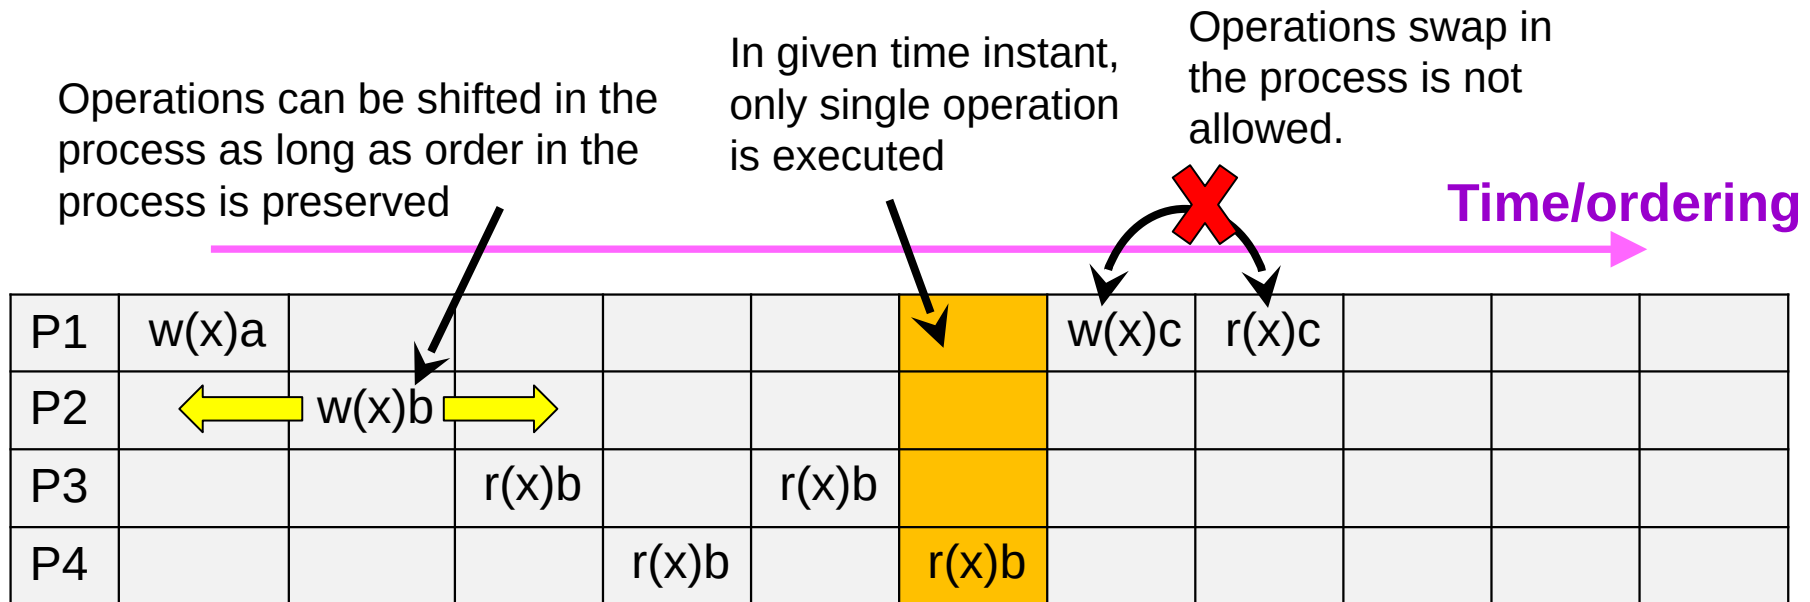 Operations can be shifted in the
process as long as order in the
process is preserved
In given time instant,
only single operation
is executed
Operations swap in
the process is not
allowed.
Time/ordering
P1 w(x)a w(x)c r(x)c
P2 w(x)b
P3 r(x)b r(x)b
P4 r(x)b r(x)b